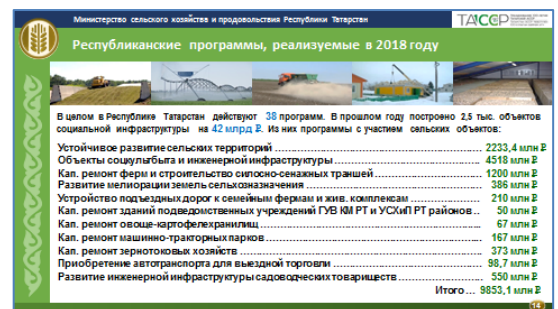 Министерство сельского хозяйства и продовольствия Республики Татарстан
ТАССР
Республиканские программы, реализуемые в 2018 году
В целом в Республике Татарстан действуют 38 программ. В прошлом году построено 2,5 тыс. объектов
социальной инфраструктуры на 42 млрд ₽. Из них программы с участием сельских объектов:
Устойчивое развитие сельских территорий ... 2233,4 млн ₽
Объекты соцкультбыта и инженерной инфраструктуры ... 4518 млн ₽
Кап. ремонт ферм и строительство силосно-сенажных траншей ... 1200 млн ₽
Развитие мелиорации земель сельхозназначения ... 386 млн ₽
Устройство подъездных дорог к семейным фермам и жив. комплексам ... 210 млн ₽
Кап. ремонт зданий подведомственных учреждений ГУВ КМ РТ и УСХиП РТ районов .. 50 млн ₽
Кап. ремонт овоще-картофелехранилищ ... 67 млн ₽
Кап. ремонт машинно-тракторных парков ... 167 млн ₽
Кап. ремонт зернотоковых хозяйств ... 373 млн ₽
Приобретение автотранспорта для выездной торговли ... 98,7 млн ₽
Развитие инженерной инфраструктуры садоводческих товариществ ... 550 млн ₽
Итого ... 9853,1 млн ₽
14